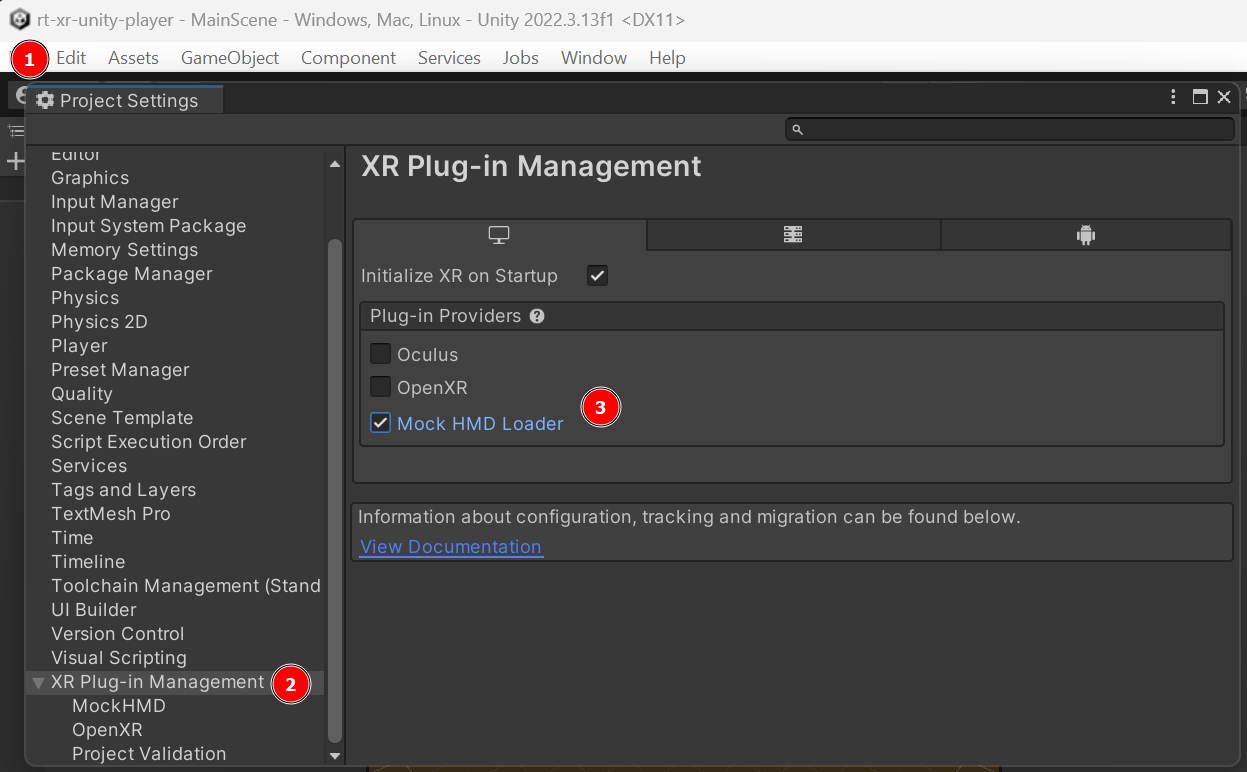 rt-xr-unity-player - MainScene - Windows, Mac, Linux - Unity 2022.3.13f1 <DX11>
1 Edit Assets GameObject Component Services Jobs Window Help
Project Settings
Editor
Graphics
Input Manager
Input System Package
Memory Settings
Package Manager
Physics
Physics 2D
Player
Preset Manager
Quality
Scene Template
Script Execution Order
Services
Tags and Layers
TextMesh Pro
Time
Timeline
Toolchain Management (Stand
UI Builder
Version Control
Visual Scripting
XR Plug-in Management 2
MockHMD
OpenXR
Project Validation
XR Plug-in Management
Initialize XR on Startup
Plug-in Providers
Oculus
OpenXR
Mock HMD Loader 3
Information about configuration, tracking and migration can be found below.
View Documentation